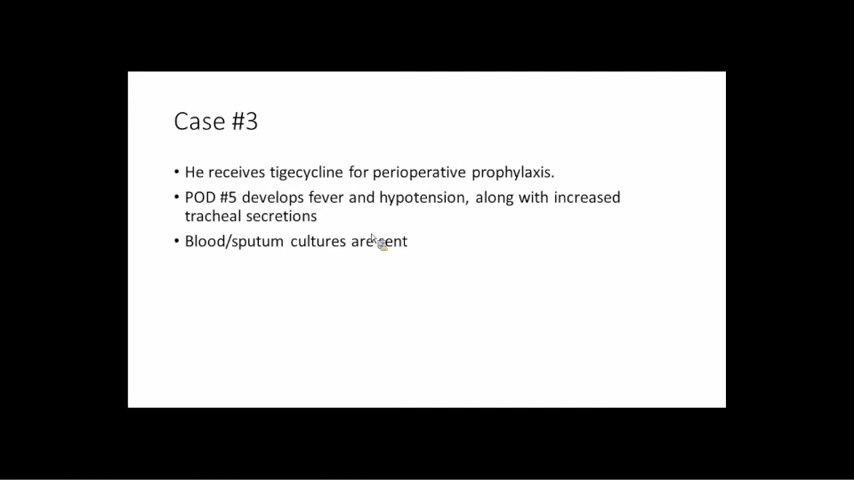 Case #3
• He receives tigecycline for perioperative prophylaxis.
• POD #5 develops fever and hypotension, along with increased
tracheal secretions
• Blood/sputum cultures are sent